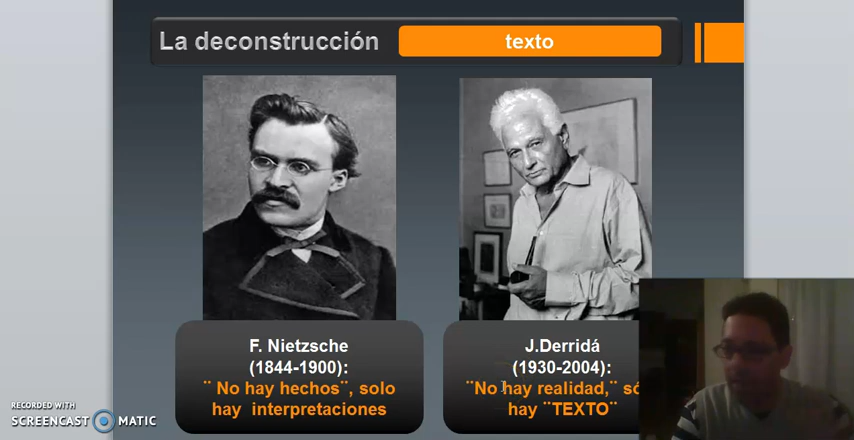 La deconstrucción
texto
F. Nietzsche
(1844-1900):
¨ No hay hechos¨, solo
hay interpretaciones
J.Derridá
(1930-2004):
¨No hay realidad,¨ só
hay ¨TEXTO¨
RECORDED WITH
SCREENCAST MATIC